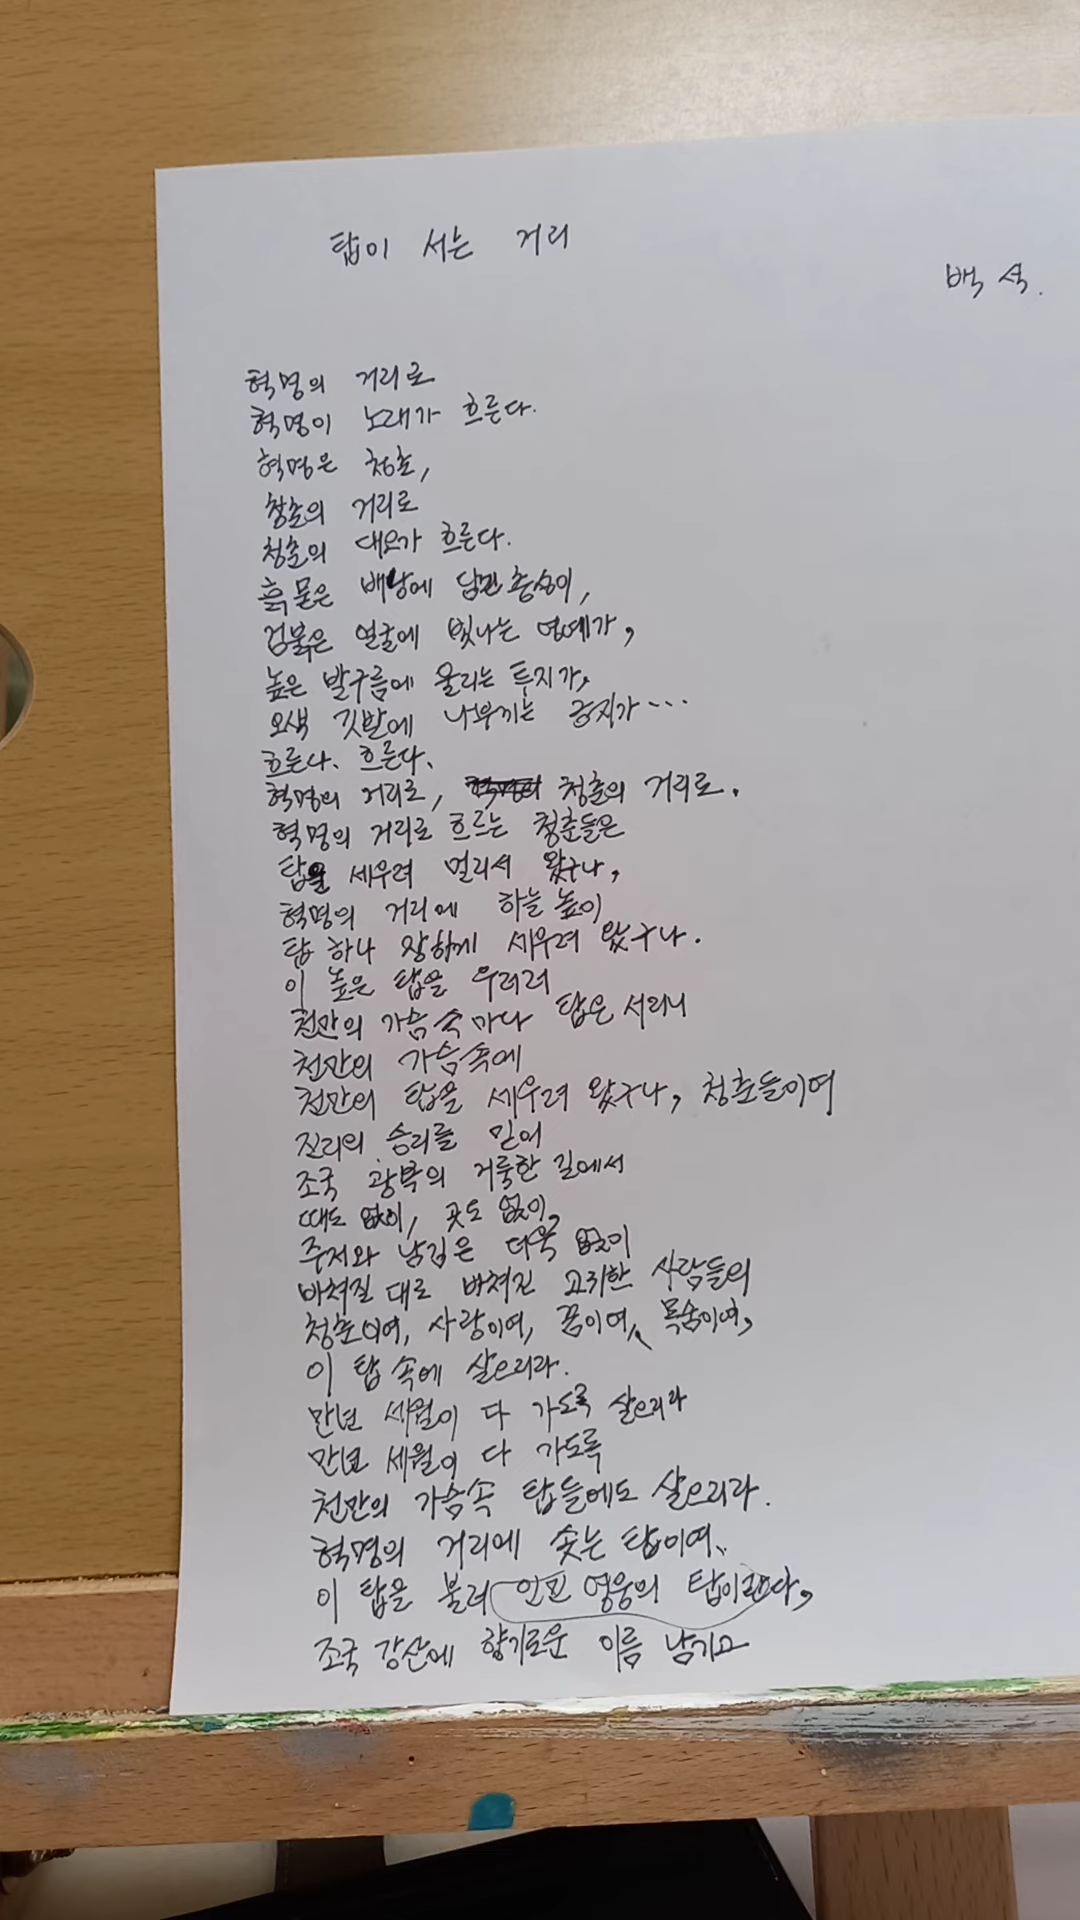 탑이 서는 거리
백 석.
혁명의 거리로
혁명이 노래가 흐른다.
혁명은 청춘,
청춘의 거리로
청춘의 대오가 흐른다.
흙 묻은 배낭에 담긴 충성이,
검붉은 얼굴에 빛나는 영예가,
높은 발구름에 울리는 투지가,
오색 깃발에 나부끼는 긍지가...
흐른다. 흐른다.
혁명의 거리로, 청춘의 거리로.
혁명의 거리로 흐르는 청춘들은
탑을 세우려 멀리서 왔구나,
혁명의 거리에 하늘 높이
탑 하나 장하게 세우려 왔구나.
이 높은 탑을 우러러
천만의 가슴 속 마다 탑은 서리니
천만의 가슴속에
천만의 탑을 세우려 왔구나, 청춘들이여
진리의 승리를 믿어
조국 광복의 거룩한 길에서
때도 없이, 곳도 없이,
주저와 남김은 더욱 없이
바쳐질 대로 바쳐진 고귀한 사람들의
청춘이여, 사랑이여, 꿈이여, 목숨이여,
이 탑 속에 살으리라.
만년 세월이 다 가도록 살으리라
만년 세월이 다 가도록
천만의 가슴속 탑들에도 살으리라.
혁명의 거리에 솟는 탑이여..
이 탑을 불러 인민 영웅의 탑이란다,
조국 강산에 향기로운 이름 남기고